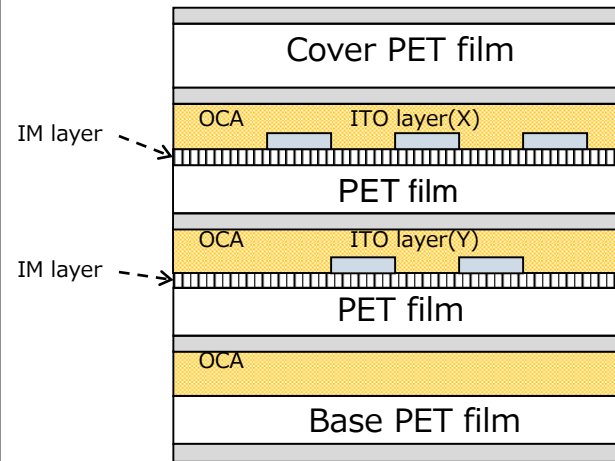 Cover PET film
OCA
ITO layer(X)
IM layer
PET film
OCA
ITO layer(Y)
IM layer
PET film
OCA
Base PET film